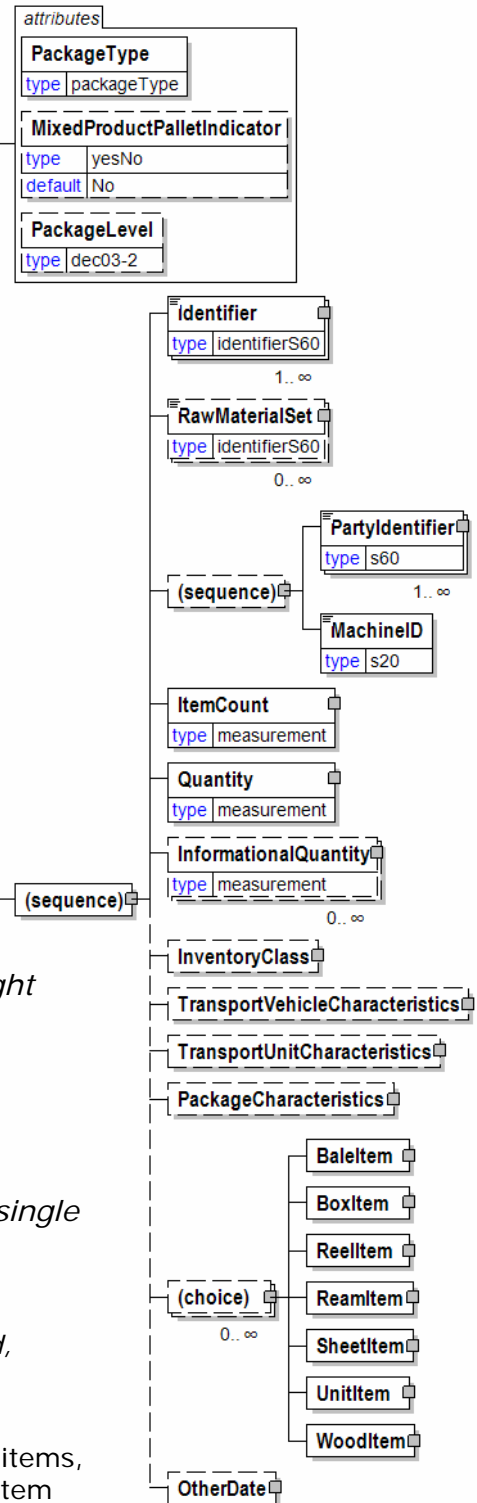 attributes
PackageType
type packageType
MixedProductPalletIndicator
type yesNo
default No
PackageLevel
type dec03-2
Identifier
type identifierS60
1.. ∞
RawMaterialSet
type identifierS60
0.. ∞
PartyIdentifier
type s60
1.. ∞
(sequence)
MachineID
type s20
ItemCount
type measurement
Quantity
type measurement
InformationalQuantity
type measurement
0.. ∞
(sequence)
InventoryClass
ght
TransportVehicleCharacteristics
TransportUnitCharacteristics
PackageCharacteristics
BaleItem
single
BoxItem
ReelItem
(choice)
ReamItem
0.. ∞
SheetItem
d,
UnitItem
WoodItem
items,
tem
OtherDate